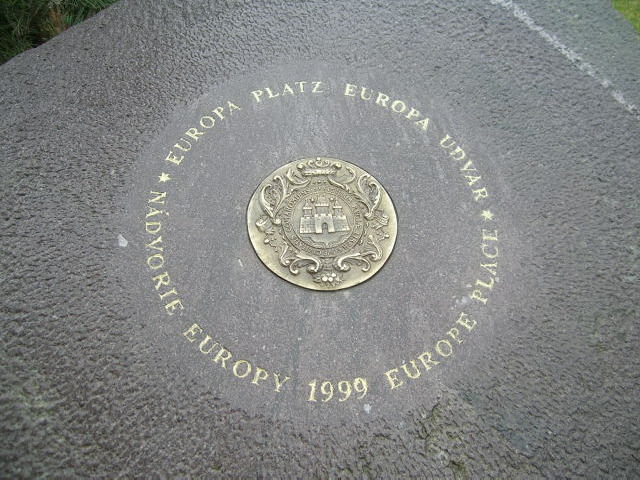 ★ EUROPA PLATZ EUROPA UDVAR ★
EUROPE PLACE
1999
NÁDVORIE EUROPY